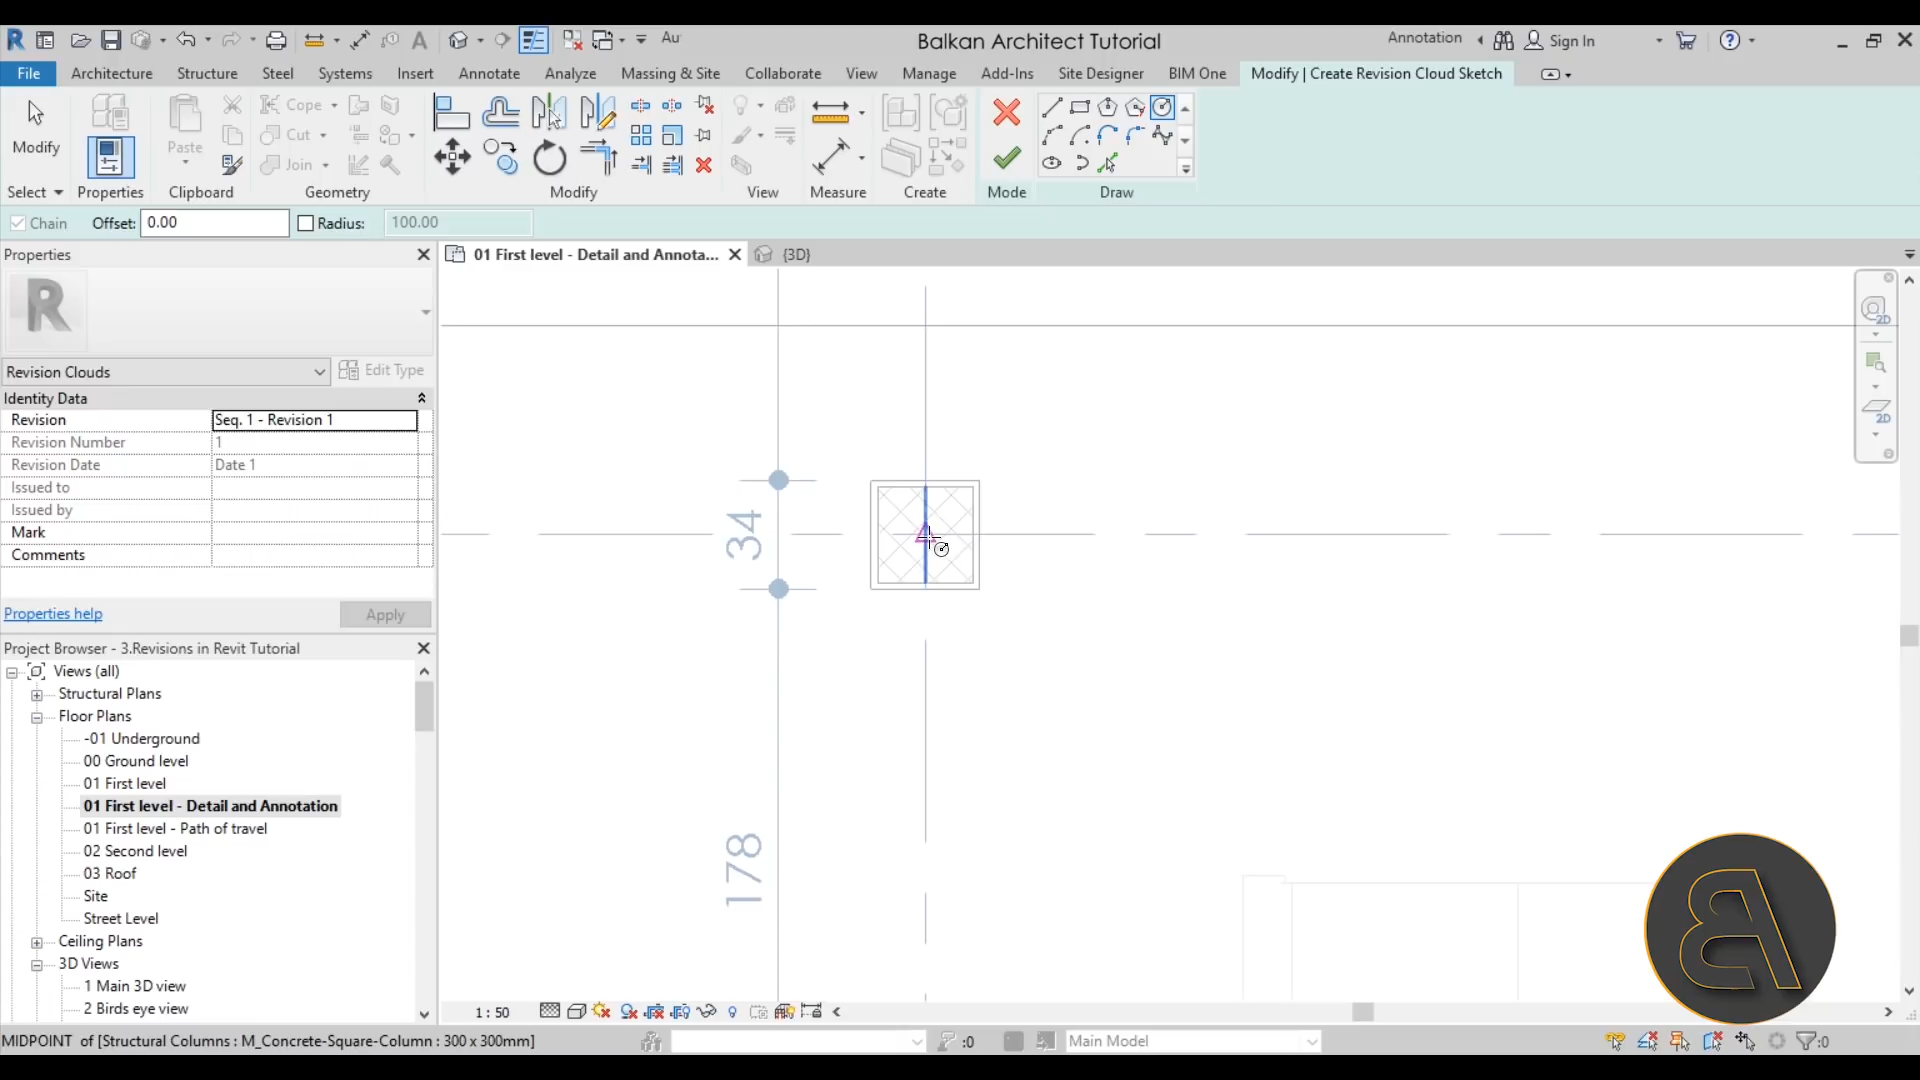 Au
Balkan Architect Tutorial
Annotation
Sign In
File
Architecture
Structure
Steel
Systems
Insert
Annotate
Analyze
Massing & Site
Collaborate
View
Manage
Add-Ins
Site Designer
BIM One
Modify | Create Revision Cloud Sketch
Modify
Paste
Cope
Cut
Join
Select
Properties
Clipboard
Geometry
Modify
View
Measure
Create
Mode
Draw
Chain
Offset: 0.00
Radius: 100.00
Properties
01 First level - Detail and Annota...
{3D}
R
Revision Clouds
Edit Type
Identity Data
Revision
Seq. 1 - Revision 1
Revision Number
1
Revision Date
Date 1
Issued to
Issued by
Mark
Comments
Properties help
Apply
Project Browser - 3.Revisions in Revit Tutorial
Views (all)
Structural Plans
Floor Plans
-01 Underground
00 Ground level
01 First level
01 First level - Detail and Annotation
01 First level - Path of travel
02 Second level
03 Roof
Site
Street Level
Ceiling Plans
3D Views
1 Main 3D view
2 Birds eye view
34
178
2D
2D
1 : 50
MIDPOINT of [Structural Columns : M_Concrete-Square-Column : 300 x 300mm]
:0
Main Model
:0